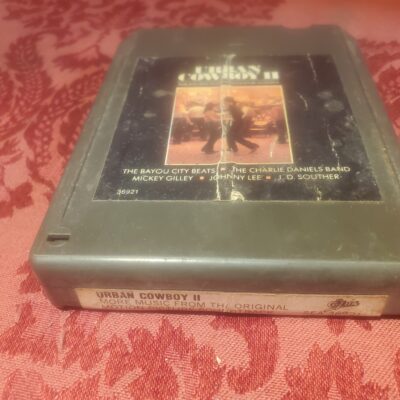 URBAN
COWBOY II
THE BAYOU CITY BEATS ▪ THE CHARLIE DANIELS BAND
MICKEY GILLEY ▪ JOHNNY LEE ▪ J. D. SOUTHER
36921
URBAN COWBOY II
MORE MUSIC FROM THE ORIGINAL
Epic